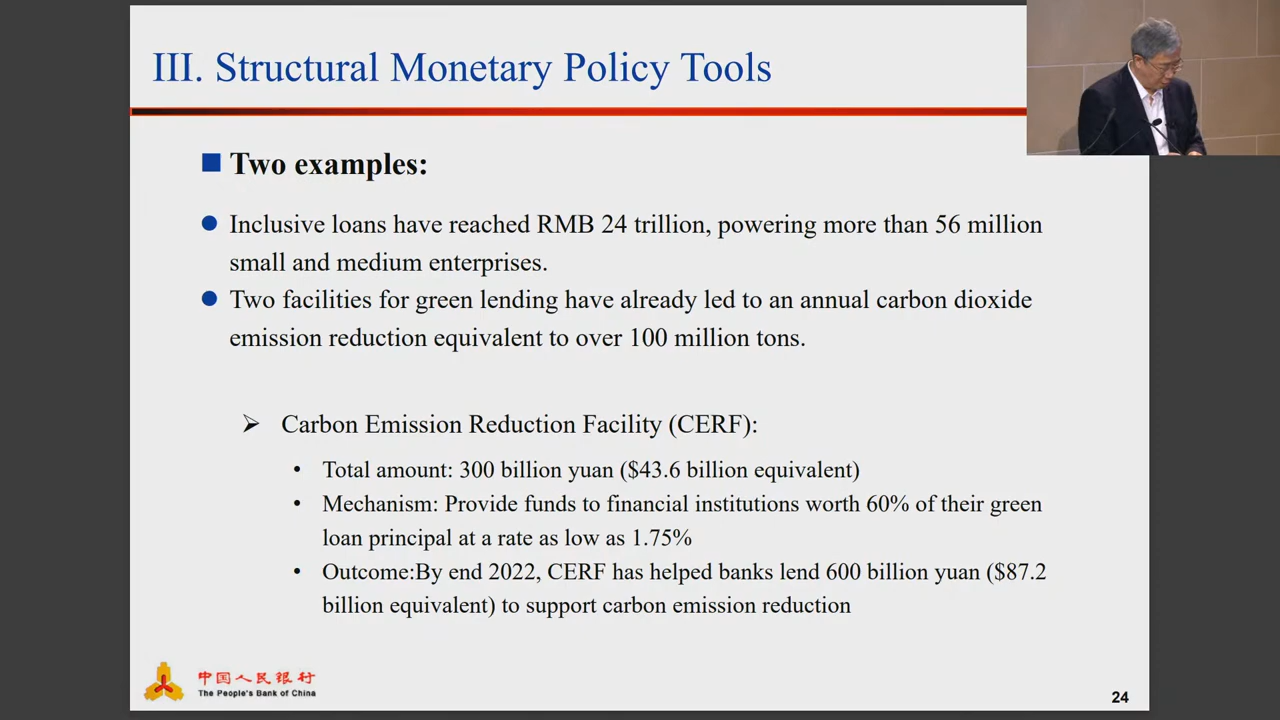 III. Structural Monetary Policy Tools
Two examples:
Inclusive loans have reached RMB 24 trillion, powering more than 56 million
small and medium enterprises.
Two facilities for green lending have already led to an annual carbon dioxide
emission reduction equivalent to over 100 million tons.
Carbon Emission Reduction Facility (CERF):
Total amount: 300 billion yuan ($43.6 billion equivalent)
Mechanism: Provide funds to financial institutions worth 60% of their green
loan principal at a rate as low as 1.75%
Outcome:By end 2022, CERF has helped banks lend 600 billion yuan ($87.2
billion equivalent) to support carbon emission reduction
中国人民银行
The People's Bank of China
24